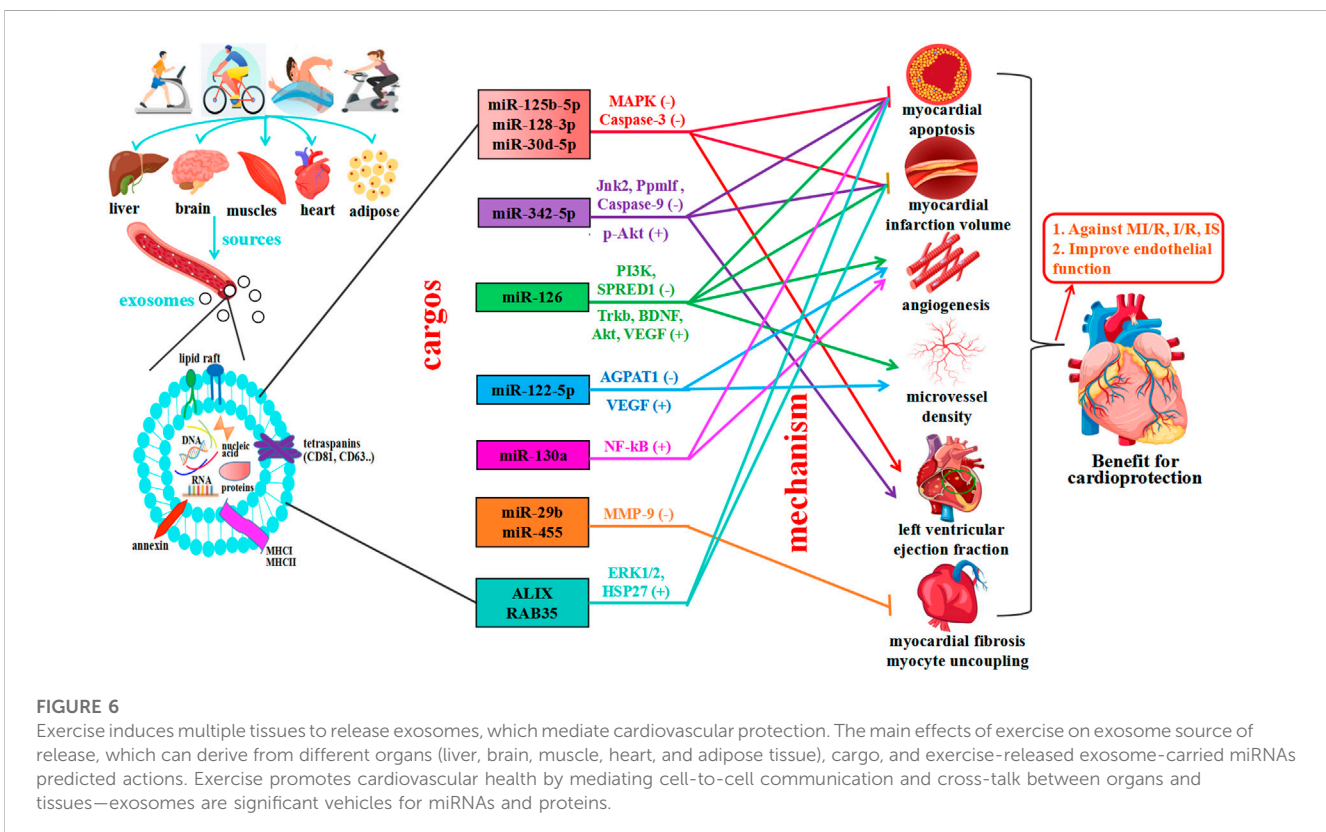 liver
brain
muscles
heart
adipose
sources
exosomes
lipid raft
DNA
nucleic
acid
RNA
proteins
tetraspanins
(CD81, CD63..)
annexin
MHCI
MHCII
cargos
miR-125b-5p
miR-128-3p
miR-30d-5p
MAPK (-)
Caspase-3 (-)
miR-342-5p
Jnk2, Ppmlf ,
Caspase-9 (-)
p-Akt (+)
miR-126
PI3K,
SPRED1 (-)
Trkb, BDNF,
Akt, VEGF (+)
miR-122-5p
AGPAT1 (-)
VEGF (+)
miR-130a
NF-kB (+)
miR-29b
miR-455
MMP-9 (-)
ALIX
RAB35
ERK1/2,
HSP27 (+)
mechanism
myocardial
apoptosis
myocardial
infarction volume
angiogenesis
microvessel
density
left ventricular
ejection fraction
myocardial fibrosis
myocyte uncoupling
1. Against MI/R, I/R, IS
2. Improve endothelial
function
Benefit for
cardioprotection
FIGURE 6
Exercise induces multiple tissues to release exosomes, which mediate cardiovascular protection. The main effects of exercise on exosome source of
release, which can derive from different organs (liver, brain, muscle, heart, and adipose tissue), cargo, and exercise-released exosome-carried miRNAs
predicted actions. Exercise promotes cardiovascular health by mediating cell-to-cell communication and cross-talk between organs and
tissues—exosomes are significant vehicles for miRNAs and proteins.